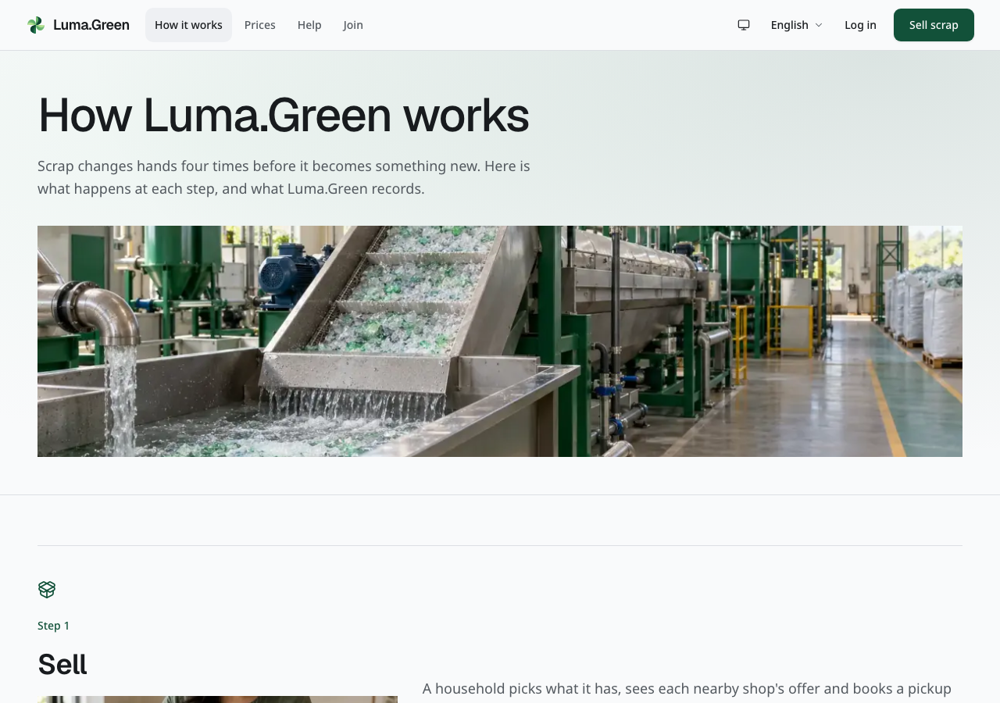 Luma.Green
How it works
Prices
Help
Join
English
Log in
Sell scrap
How Luma.Green works
Scrap changes hands four times before it becomes something new. Here is
what happens at each step, and what Luma.Green records.
Step 1
Sell
A household picks what it has, sees each nearby shop's offer and books a pickup